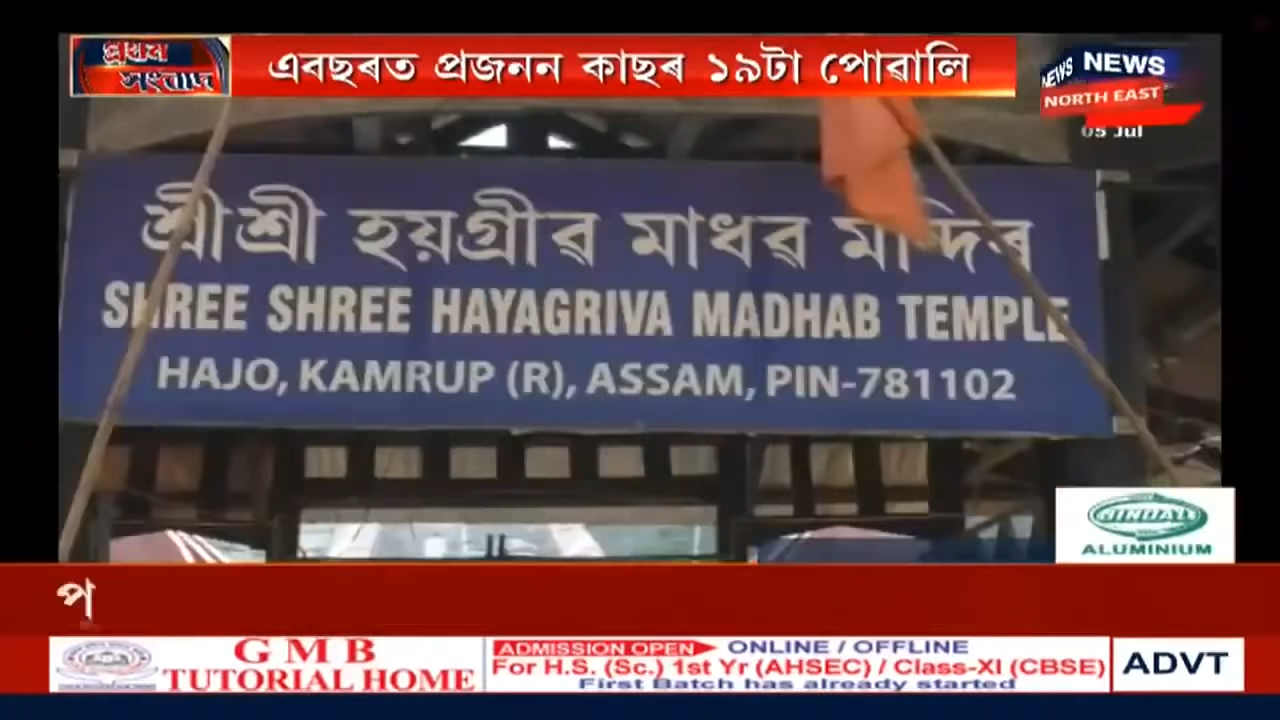 প্ৰথম
সংবাদ
এবছৰত প্ৰজনন কাছৰ ১৯টা পোৱালি
NEWS NEWS
NORTH EAST
05 Jul
শ্ৰীশ্ৰী হয়গ্ৰীৱ মাধৱ মন্দিৰ
SHREE SHREE HAYAGRIVA MADHAB TEMPLE
HAJO, KAMRUP (R), ASSAM, PIN-781102
JINDAL
ALUMINIUM
প
GMB
TUTORIAL HOME
ADMISSION OPEN ONLINE / OFFLINE
For H.S. (Sc.) 1st Yr (AHSEC) / Class-XI (CBSE)
First Batch has already started
ADVT